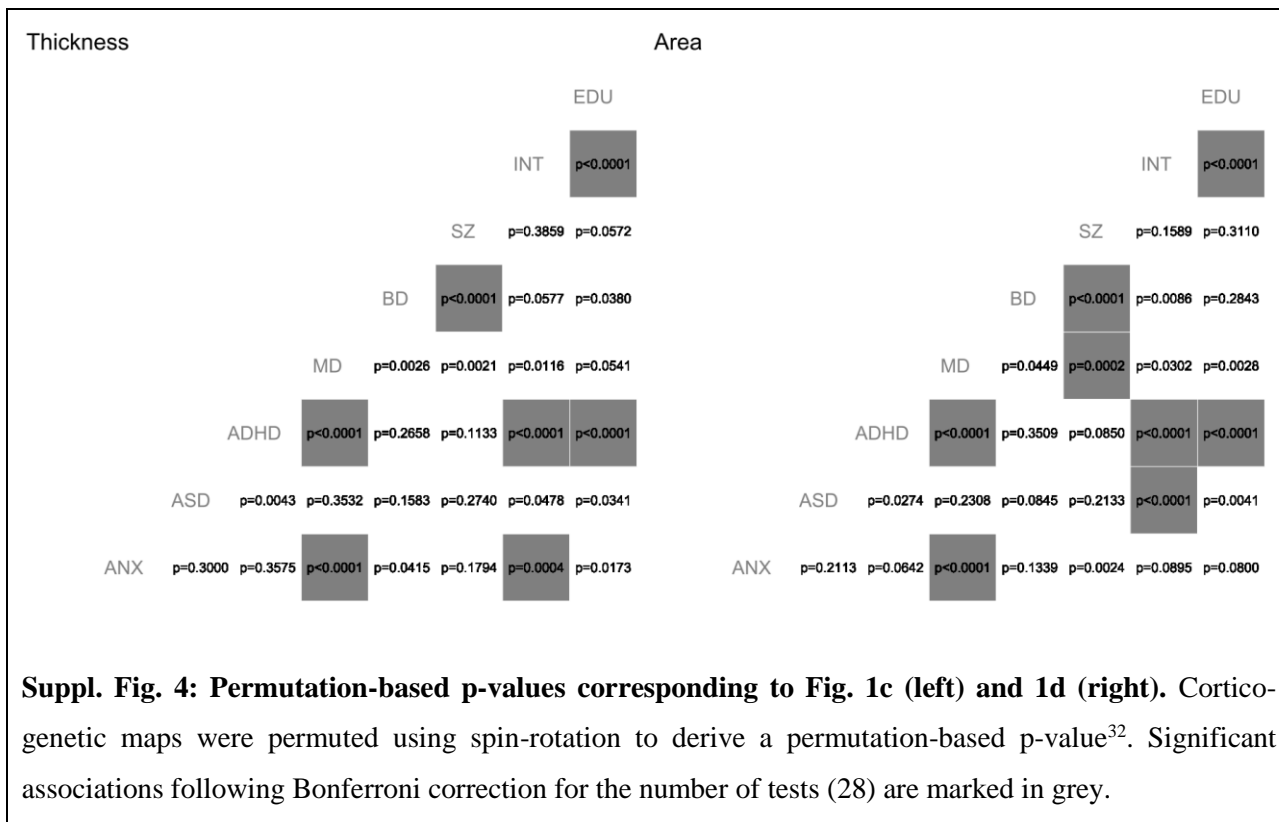 Thickness
Area
EDU
EDU
INT p<0.0001
INT p<0.0001
SZ p=0.3859 p=0.0572
SZ p=0.1589 p=0.3110
BD p<0.0001 p=0.0577 p=0.0380
BD p<0.0001 p=0.0086 p=0.2843
MD p=0.0026 p=0.0021 p=0.0116 p=0.0541
MD p=0.0449 p=0.0002 p=0.0302 p=0.0028
ADHD p<0.0001 p=0.2658 p=0.1133 p<0.0001 p<0.0001
ADHD p<0.0001 p=0.3509 p=0.0850 p<0.0001 p<0.0001
ASD p=0.0043 p=0.3532 p=0.1583 p=0.2740 p=0.0478 p=0.0341
ASD p=0.0274 p=0.2308 p=0.0845 p=0.2133 p<0.0001 p=0.0041
ANX p=0.3000 p=0.3575 p<0.0001 p=0.0415 p=0.1794 p=0.0004 p=0.0173
ANX p=0.2113 p=0.0642 p<0.0001 p=0.1339 p=0.0024 p=0.0895 p=0.0800
Suppl. Fig. 4: Permutation-based p-values corresponding to Fig. 1c (left) and 1d (right). Cortico-
genetic maps were permuted using spin-rotation to derive a permutation-based p-value³². Significant
associations following Bonferroni correction for the number of tests (28) are marked in grey.